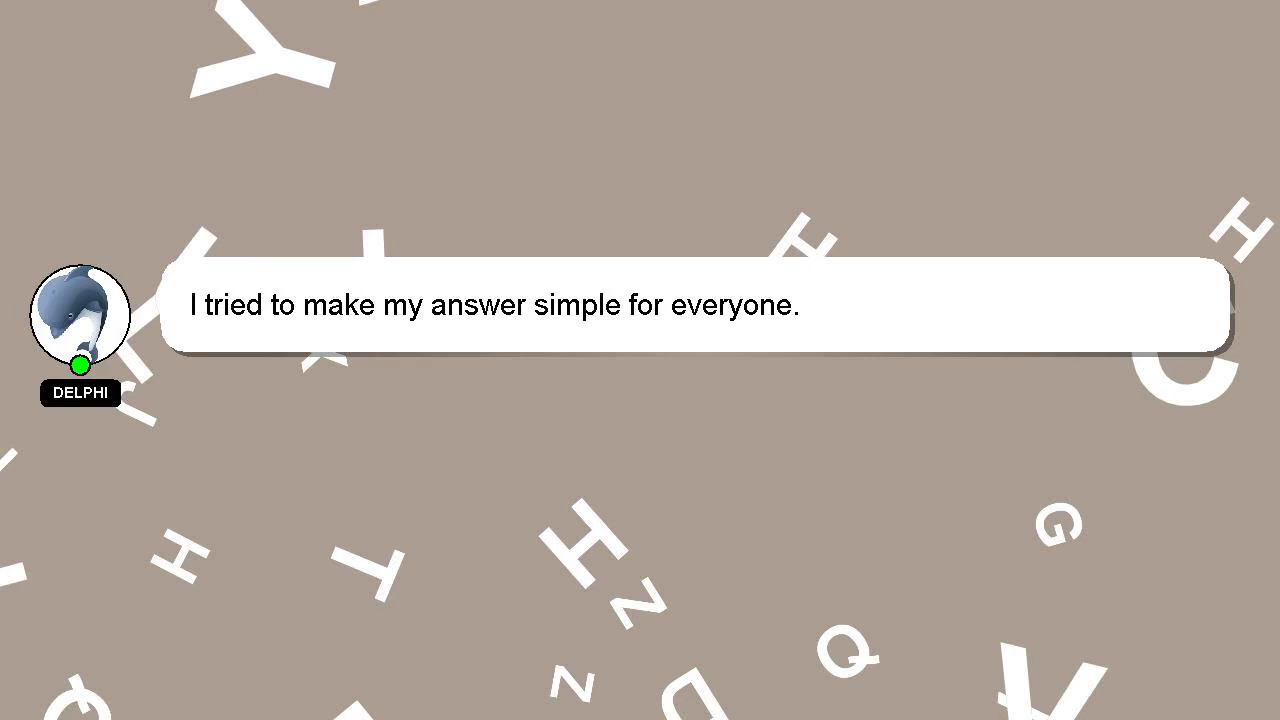 I tried to make my answer simple for everyone.
DELPHI
Y
H
H
C
H
T
H
Z
G
Q
Z